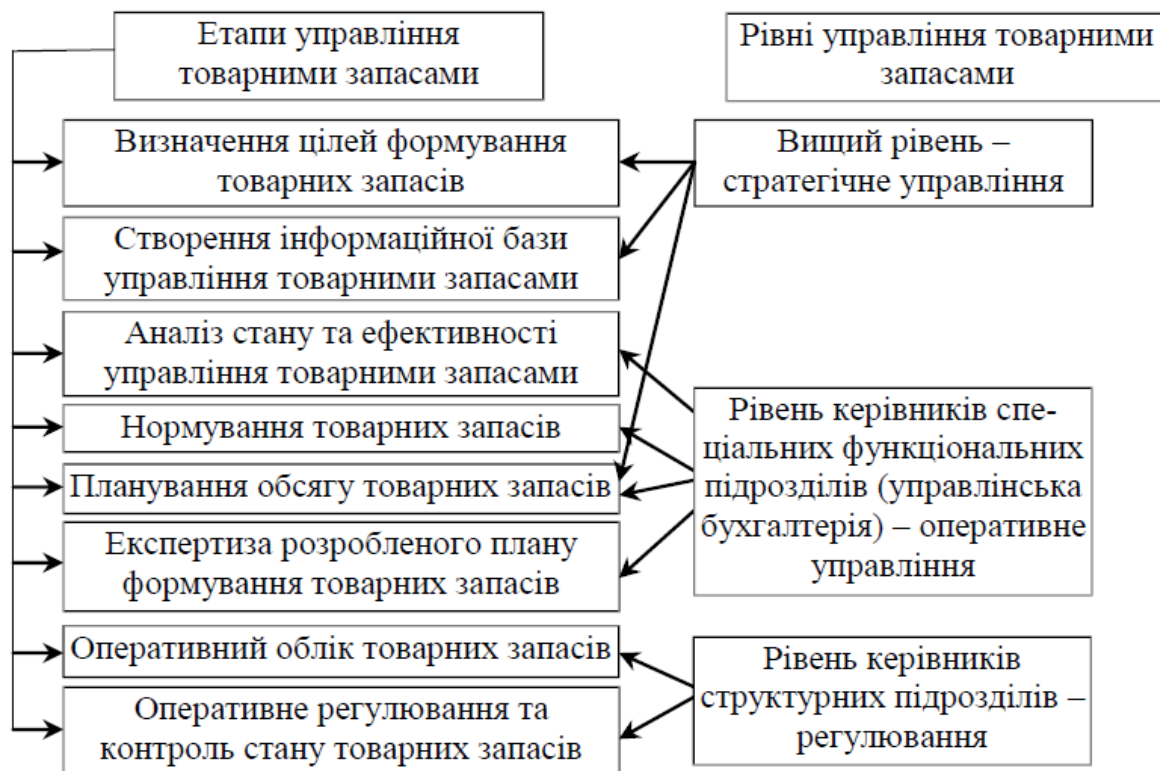 Етапи управління
товарними запасами
Рівні управління товарними
запасами
Визначення цілей формування
товарних запасів
Вищий рівень –
стратегічне управління
Створення інформаційної бази
управління товарними запасами
Аналіз стану та ефективності
управління товарними запасами
Нормування товарних запасів
Планування обсягу товарних запасів
Експертиза розробленого плану
формування товарних запасів
Рівень керівників спе-
ціальних функціональних
підрозділів (управлінська
бухгалтерія) – оперативне
управління
Оперативний облік товарних запасів
Оперативне регулювання та
контроль стану товарних запасів
Рівень керівників
структурних підрозділів –
регулювання